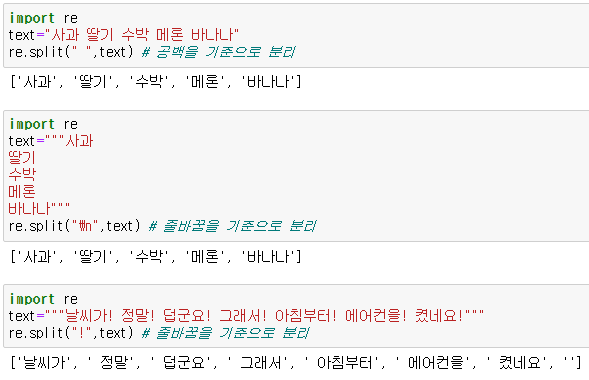 import re
text="사과 딸기 수박 메론 바나나"
re.split(" ",text) # 공백을 기준으로 분리
['사과', '딸기', '수박', '메론', '바나나']
import re
text="""사과
딸기
수박
메론
바나나"""
re.split("₩n",text) # 줄바꿈을 기준으로 분리
['사과', '딸기', '수박', '메론', '바나나']
import re
text="""날씨가! 정말! 덥군요! 그래서! 아침부터! 에어컨을! 켰네요!"""
re.split("!",text) # 줄바꿈을 기준으로 분리
['날씨가', ' 정말', ' 덥군요', ' 그래서', ' 아침부터', ' 에어컨을', ' 켰네요', '']